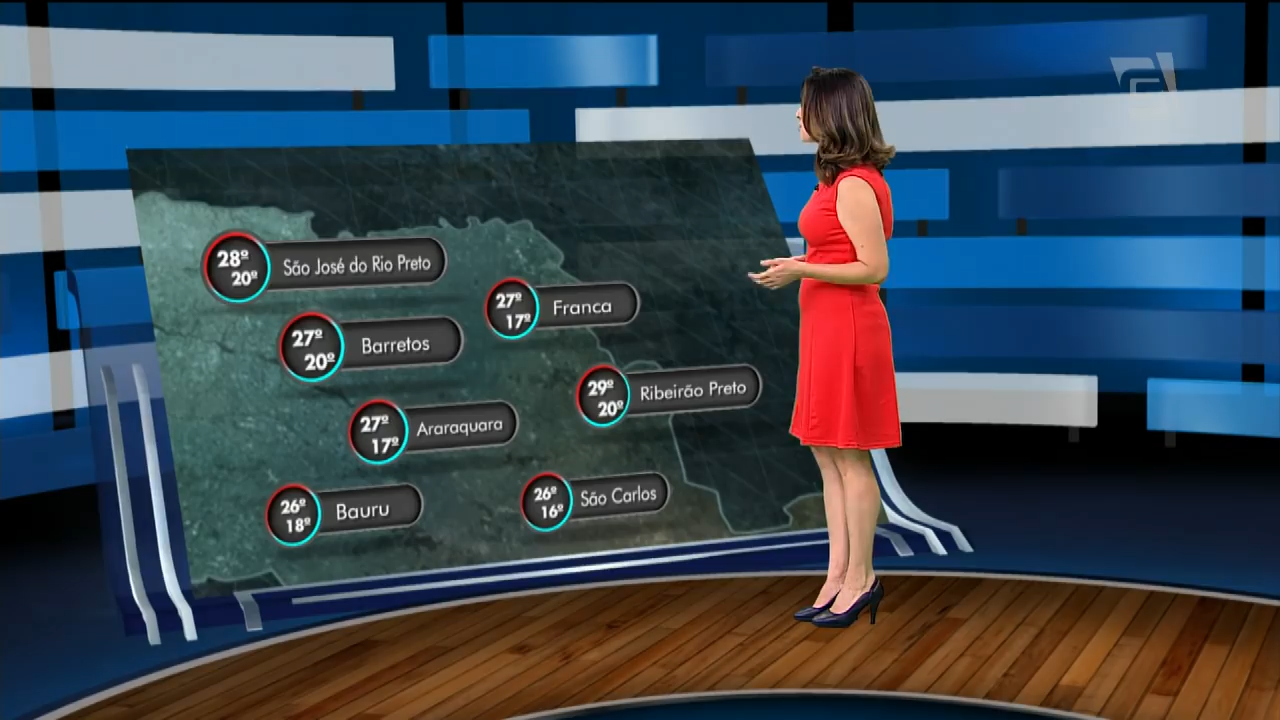 28º
20º
São José do Rio Preto
27º
17º
Franca
27º
20º
Barretos
29º
20º
Ribeirão Preto
27º
17º
Araraquara
26º
18º
Bauru
26º
16º
São Carlos